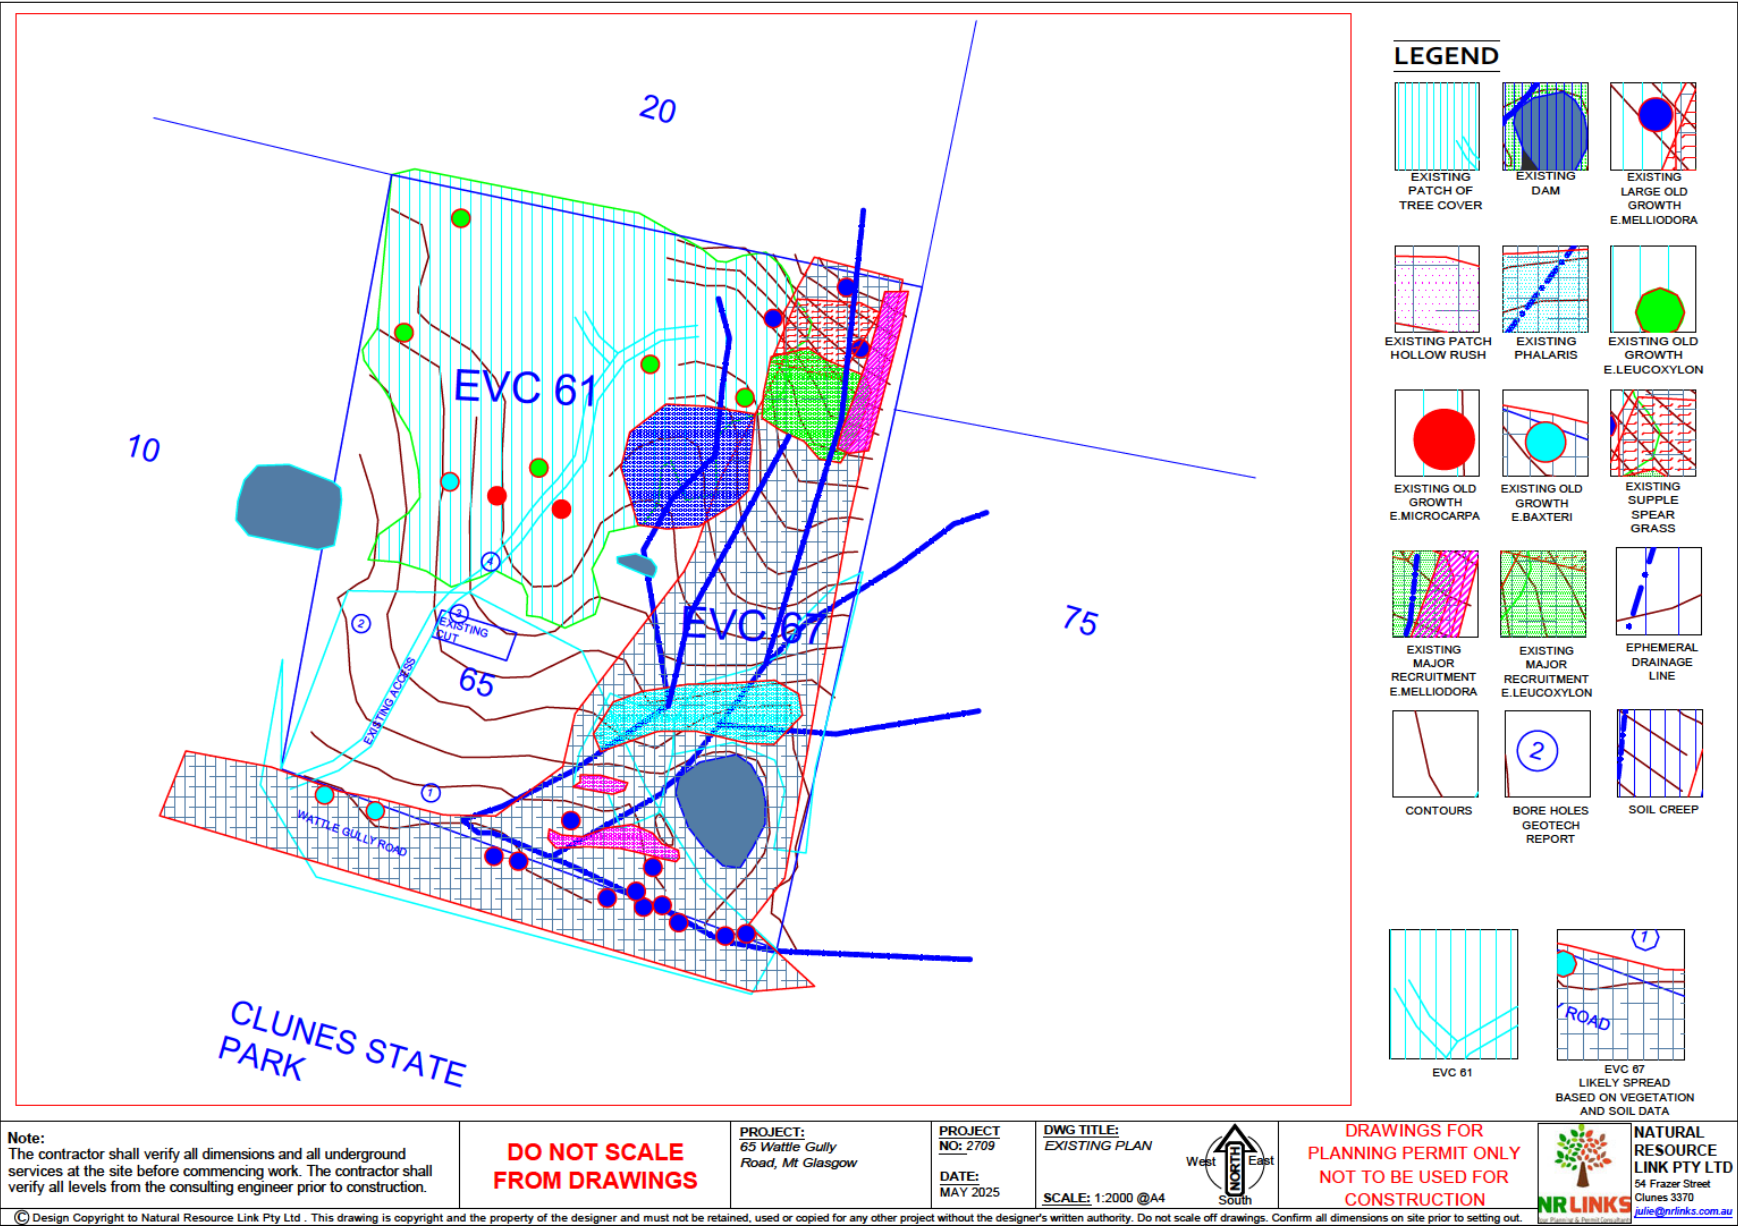 20
10
EVC 61
EVC 67
75
65
4
3
2
1
EXISTING
CUT
EXISTING ACCESS
WATTLE GULLY ROAD
CLUNES STATE
PARK
LEGEND
EXISTING
PATCH OF
TREE COVER
EXISTING
DAM
EXISTING
LARGE OLD
GROWTH
E.MELLIODORA
EXISTING PATCH
HOLLOW RUSH
EXISTING
PHALARIS
EXISTING OLD
GROWTH
E.LEUCOXYLON
EXISTING OLD
GROWTH
E.MICROCARPA
EXISTING OLD
GROWTH
E.BAXTERI
EXISTING
SUPPLE
SPEAR
GRASS
EXISTING
MAJOR
RECRUITMENT
E.MELLIODORA
EXISTING
MAJOR
RECRUITMENT
E.LEUCOXYLON
EPHEMERAL
DRAINAGE
LINE
CONTOURS
2
BORE HOLES
GEOTECH
REPORT
SOIL CREEP
EVC 61
1
ROAD
EVC 67
LIKELY SPREAD
BASED ON VEGETATION
AND SOIL DATA
Note:
The contractor shall verify all dimensions and all underground
services at the site before commencing work. The contractor shall
verify all levels from the consulting engineer prior to construction.
DO NOT SCALE
FROM DRAWINGS
PROJECT:
65 Wattle Gully
Road, Mt Glasgow
PROJECT
NO: 2709
DATE:
MAY 2025
DWG TITLE:
EXISTING PLAN
SCALE: 1:2000 @A4
West
East
NORTH
South
DRAWINGS FOR
PLANNING PERMIT ONLY
NOT TO BE USED FOR
CONSTRUCTION
NR LINKS
NATURAL
RESOURCE
LINK PTY LTD
54 Frazer Street
Clunes 3370
julie@nrlinks.com.au
© Design Copyright to Natural Resource Link Pty Ltd . This drawing is copyright and the property of the designer and must not be retained, used or copied for any other project without the designer's written authority. Do not scale off drawings. Confirm all dimensions on site prior to setting out.